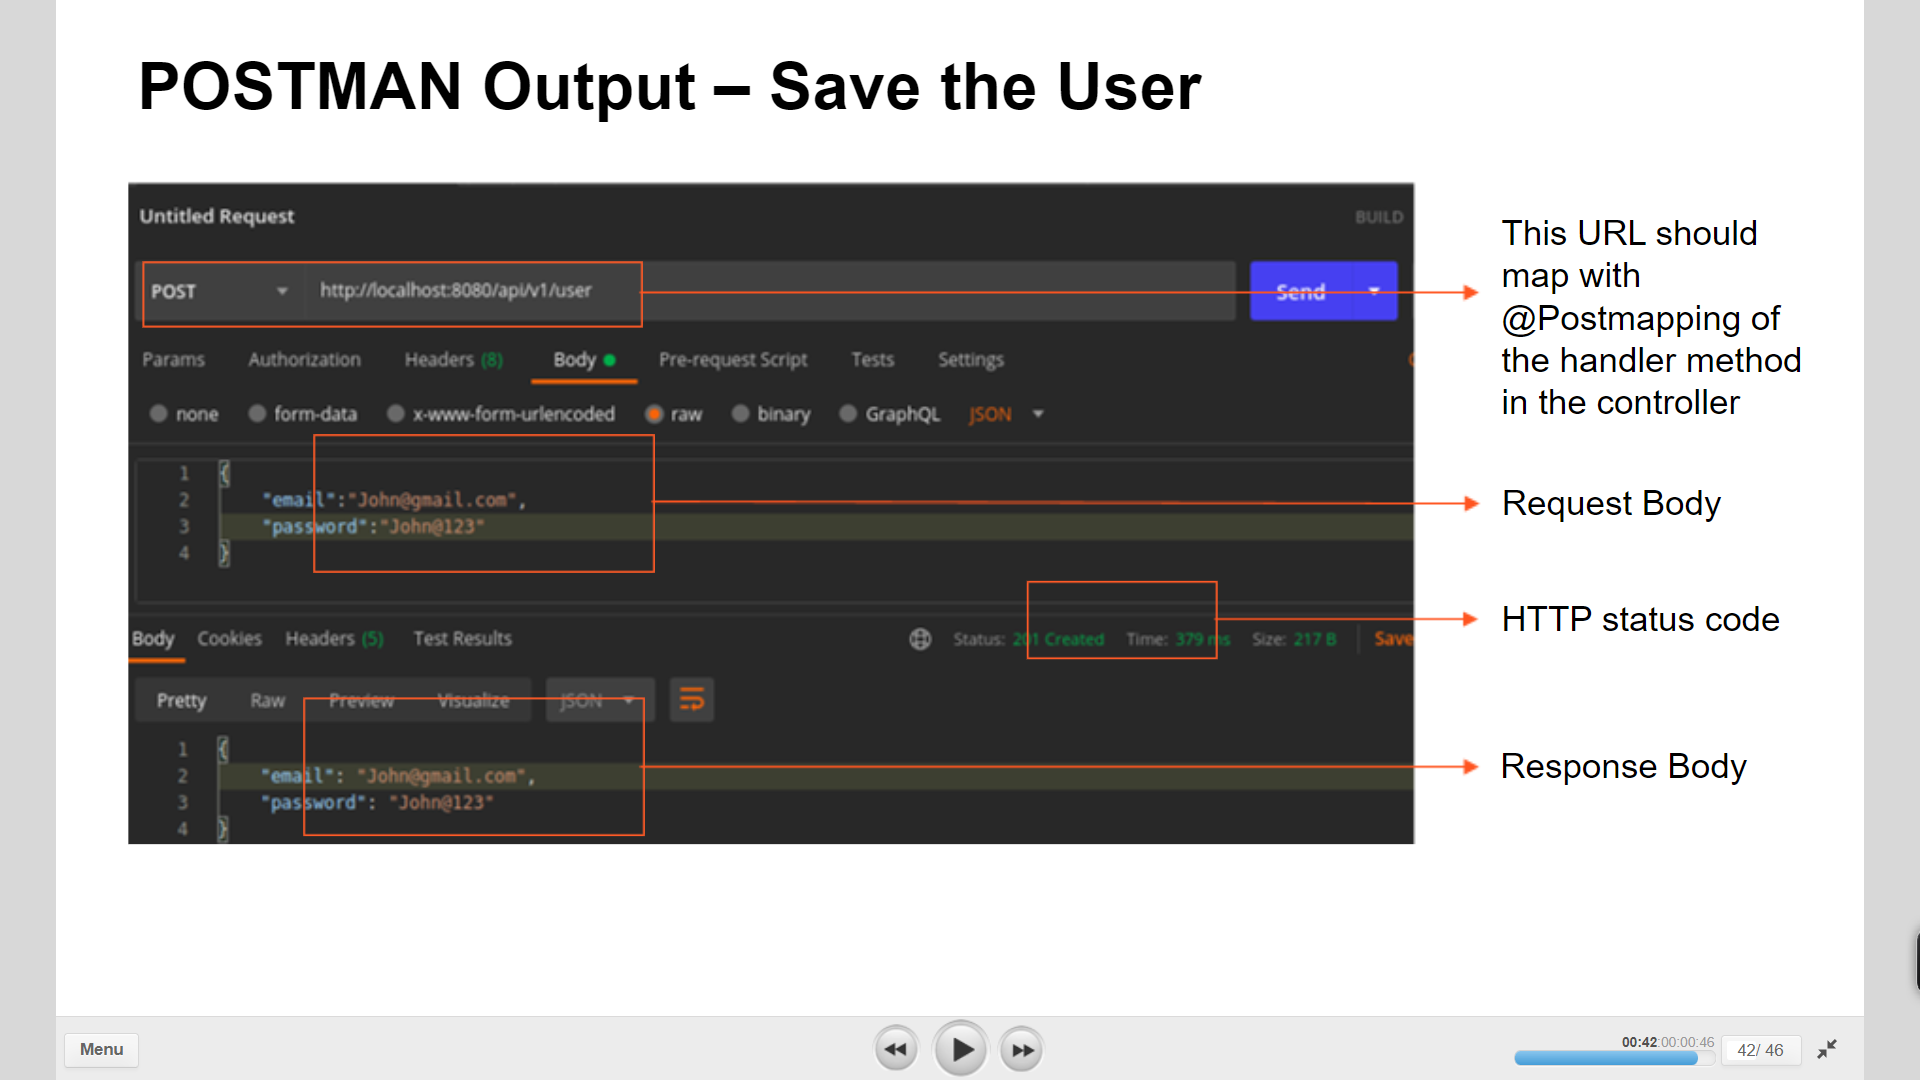 POSTMAN Output – Save the User
Untitled Request
BUILD
POST http://localhost:8080/api/v1/user
Send
This URL should
map with
@Postmapping of
the handler method
in the controller
Params Authorization Headers (8) Body Pre-request Script Tests Settings
none form-data x-www-form-urlencoded raw binary GraphQL JSON
1 {
2 "email":"John@gmail.com",
3 "password":"John@123"
4 }
Request Body
HTTP status code
Body Cookies Headers (5) Test Results Status: 201 Created Time: 379 ms Size: 217 B Save
Pretty Raw Preview Visualize JSON
1 {
2 "email": "John@gmail.com",
3 "password": "John@123"
4 }
Response Body
Menu
00:42:00:00:46
42/ 46